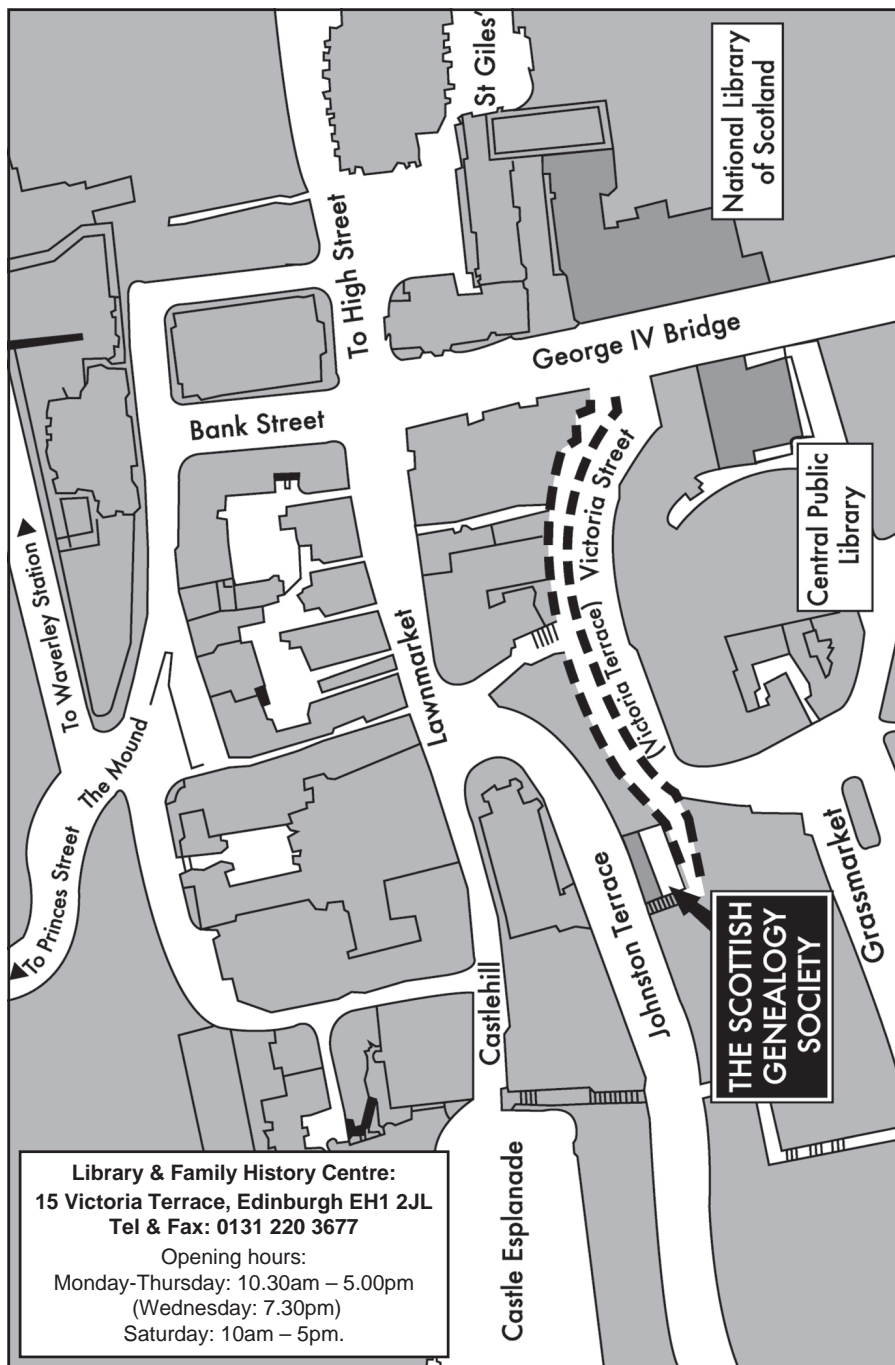 St Giles'
National Library
of Scotland
To High Street
George IV Bridge
Bank Street
Victoria Street
(Victoria Terrace)
Central Public
Library
To Waverley Station
The Mound
To Princes Street
Lawnmarket
Johnston Terrace
Grassmarket
Castlehill
THE SCOTTISH
GENEALOGY
SOCIETY
Castle Esplanade
Library & Family History Centre:
15 Victoria Terrace, Edinburgh EH1 2JL
Tel & Fax: 0131 220 3677
Opening hours:
Monday-Thursday: 10.30am – 5.00pm
(Wednesday: 7.30pm)
Saturday: 10am – 5pm.